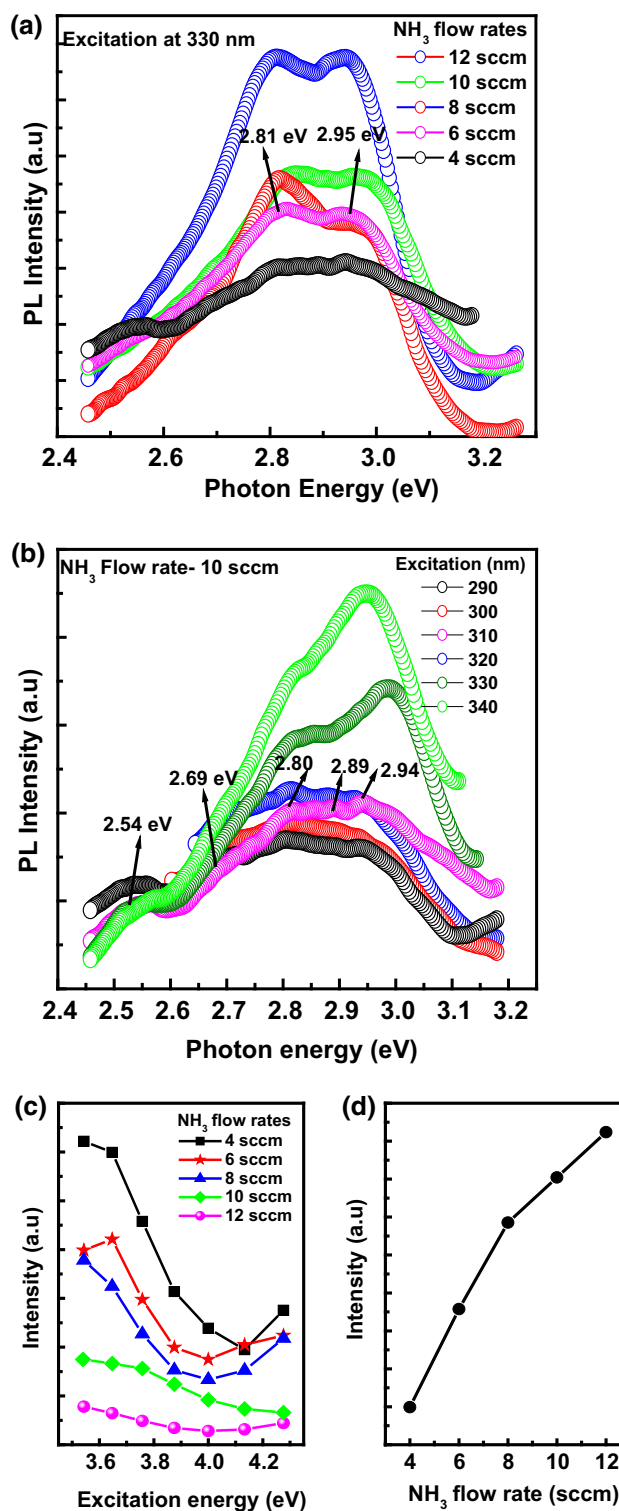 (a)
Excitation at 330 nm
NH3 flow rates
12 sccm
10 sccm
8 sccm
6 sccm
4 sccm
2.81 eV
2.95 eV
PL Intensity (a.u)
2.4 2.6 2.8 3.0 3.2
Photon Energy (eV)
(b)
NH3 Flow rate- 10 sccm
Excitation (nm)
290
300
310
320
330
340
2.54 eV
2.69 eV
2.80
2.89
2.94
PL Intensity (a.u)
2.4 2.5 2.6 2.7 2.8 2.9 3.0 3.1 3.2
Photon energy (eV)
(c)
NH3 flow rates
4 sccm
6 sccm
8 sccm
10 sccm
12 sccm
Intensity (a.u)
3.6 3.8 4.0 4.2
Excitation energy (eV)
(d)
Intensity (a.u)
4 6 8 10 12
NH3 flow rate (sccm)